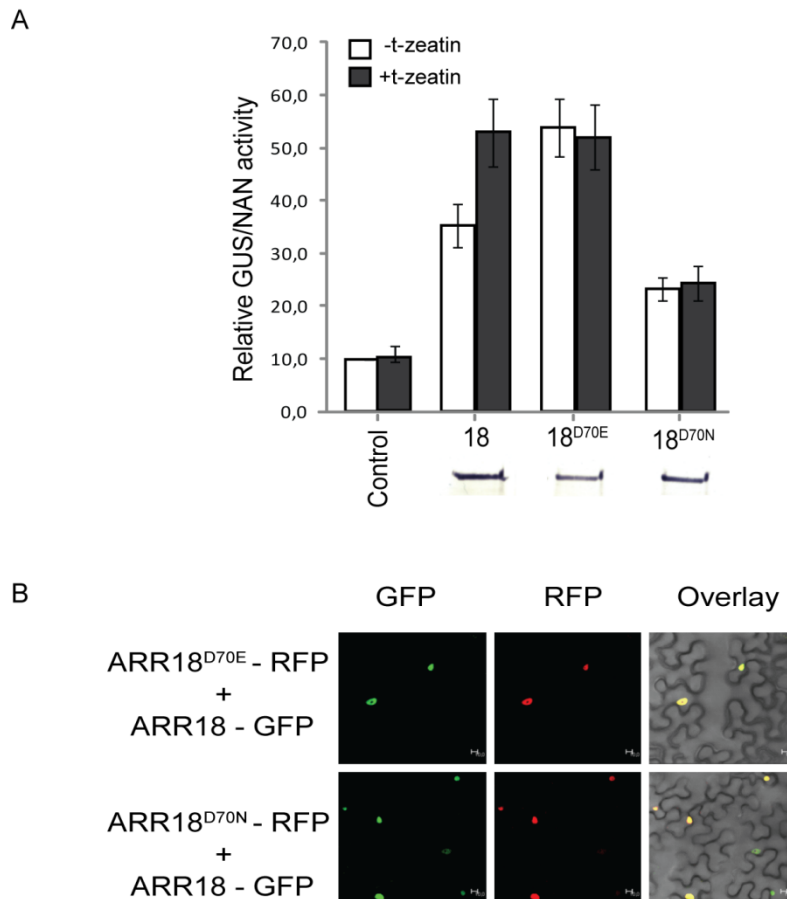 A
Relative GUS/NAN activity
70,0
60,0
50,0
40,0
30,0
20,0
10,0
0,0
-t-zeatin
+t-zeatin
Control
18
18D70E
18D70N
B
GFP
RFP
Overlay
ARR18D70E - RFP
+
ARR18 - GFP
ARR18D70N - RFP
+
ARR18 - GFP